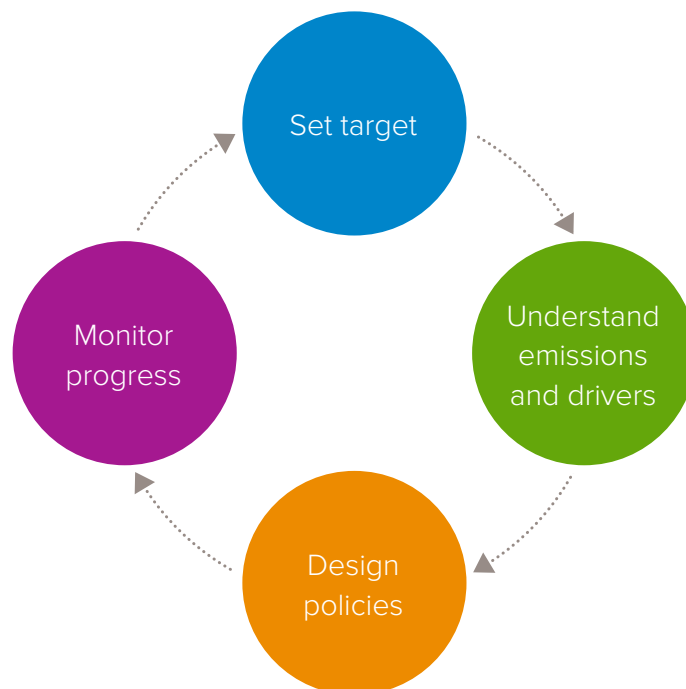 Set target
Understand
emissions
and drivers
Design
policies
Monitor
progress